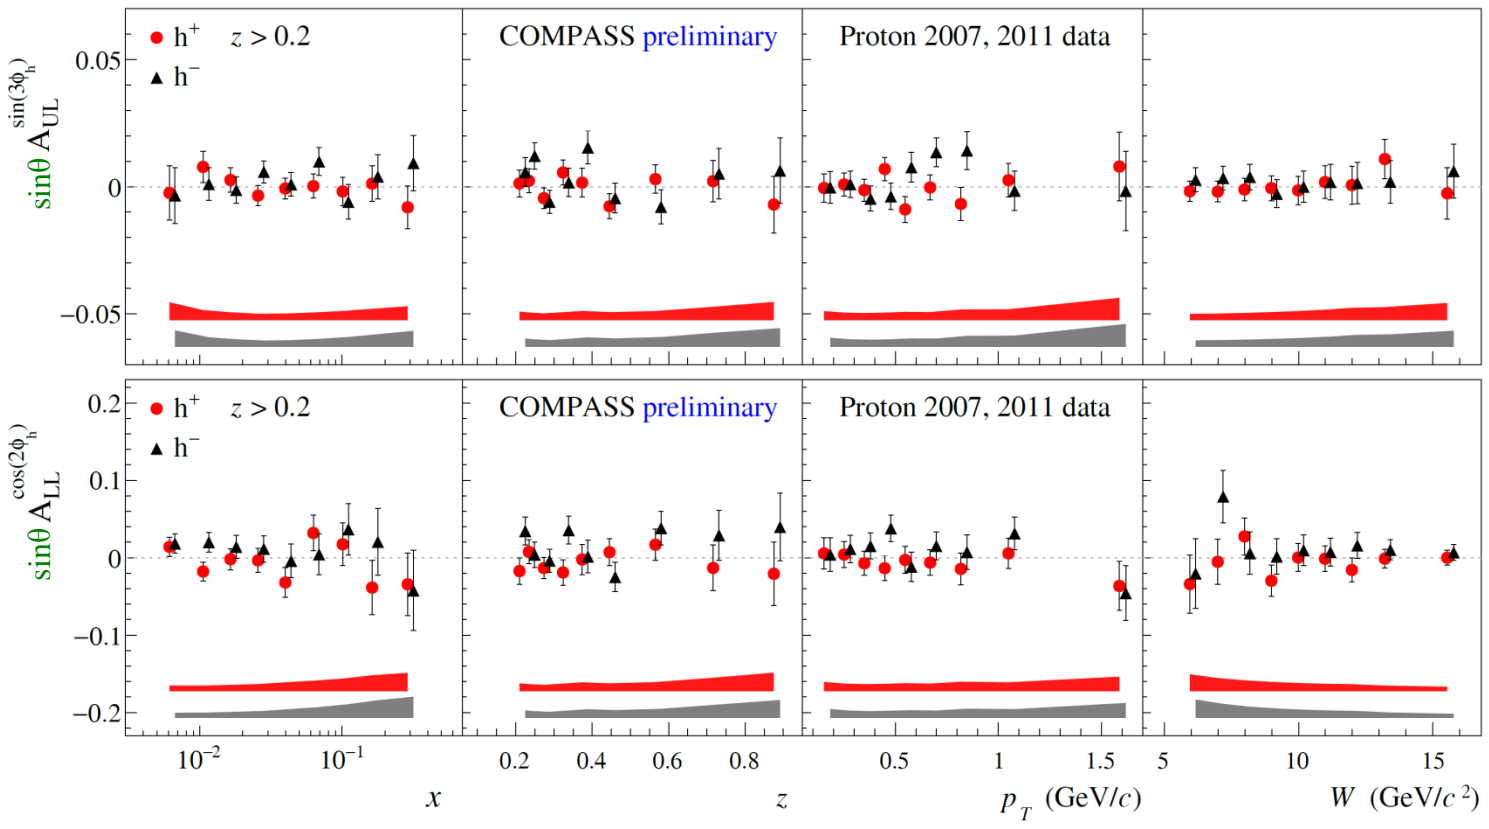 h⁺ z > 0.2 COMPASS preliminary Proton 2007, 2011 data
h⁻
sinθ A_UL^sin(3ϕ_h)
0.05
0
−0.05
h⁺ z > 0.2 COMPASS preliminary Proton 2007, 2011 data
h⁻
sinθ A_LL^cos(2ϕ_h)
0.2
0.1
0
−0.1
−0.2
10⁻² 10⁻¹ 0.2 0.4 0.6 0.8 0.5 1 1.5 5 10 15
x z p_T (GeV/c) W (GeV/c²)